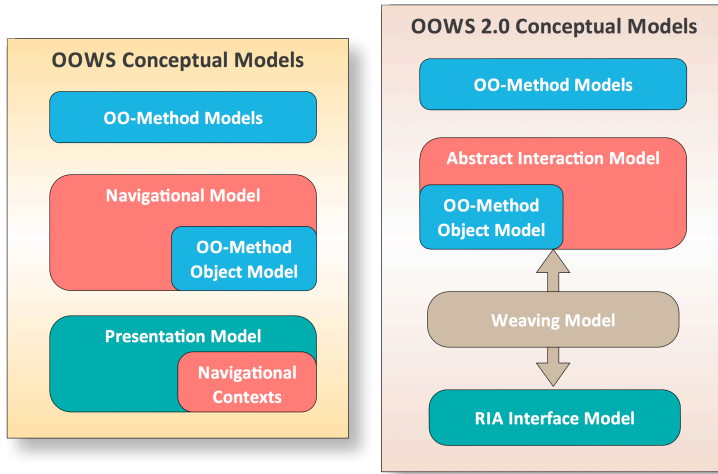 OOWS Conceptual Models
OO-Method Models
Navigational Model
OO-Method
Object Model
Presentation Model
Navigational
Contexts
OOWS 2.0 Conceptual Models
OO-Method Models
Abstract Interaction Model
OO-Method
Object Model
Weaving Model
RIA Interface Model